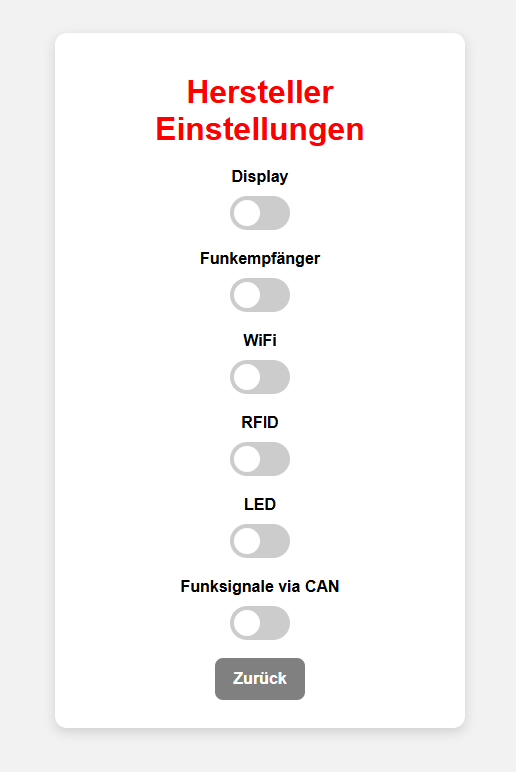 Hersteller
Einstellungen
Display
Funkempfänger
WiFi
RFID
LED
Funksignale via CAN
Zurück